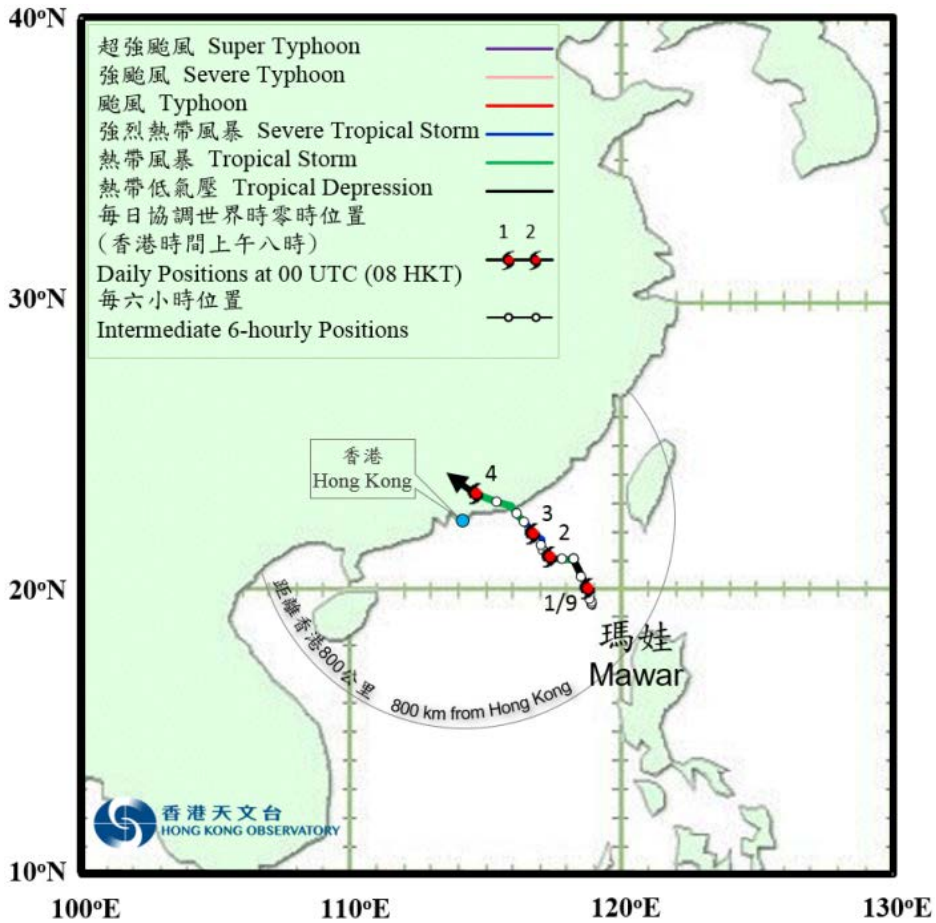 40°N
超強颱風 Super Typhoon
強颱風 Severe Typhoon
颱風 Typhoon
強烈熱帶風暴 Severe Tropical Storm
熱帶風暴 Tropical Storm
熱帶低氣壓 Tropical Depression
每日協調世界時零時位置
(香港時間上午八時)
1 2
Daily Positions at 00 UTC (08 HKT)
每六小時位置
Intermediate 6-hourly Positions
30°N
香港
Hong Kong
4
3
2
20°N
1/9
瑪娃
Mawar
距離香港800公里 800 km from Hong Kong
香港天文台
HONG KONG OBSERVATORY
10°N
100°E 110°E 120°E 130°E